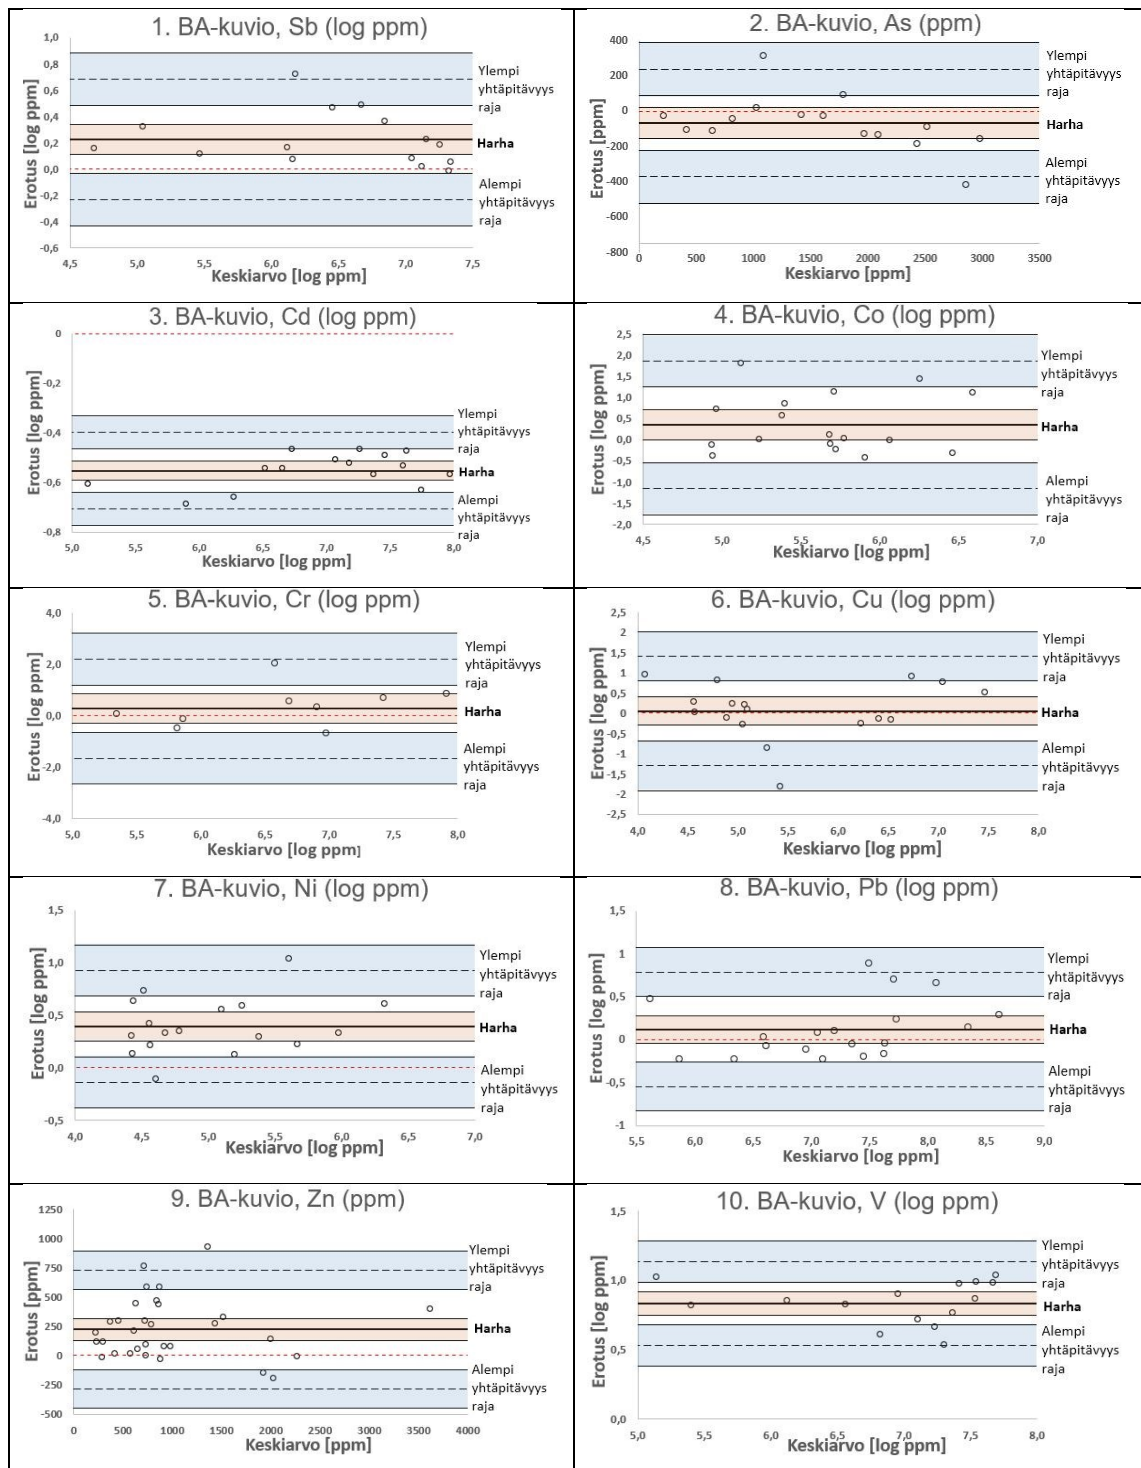 1. BA-kuvio, Sb (log ppm)
1,0
0,8
0,6
0,4
0,2
0,0
-0,2
-0,4
-0,6
Erotus [log ppm]
4,5 5,0 5,5 6,0 6,5 7,0 7,5
Keskiarvo [log ppm]
Ylempi
yhtäpitävyys
raja
Harha
Alempi
yhtäpitävyys
raja
2. BA-kuvio, As (ppm)
400
200
0
-200
-400
-600
-800
Erotus [ppm]
0 500 1000 1500 2000 2500 3000 3500
Keskiarvo [ppm]
Ylempi
yhtäpitävyys
raja
Harha
Alempi
yhtäpitävyys
raja
3. BA-kuvio, Cd (log ppm)
0
-0,2
-0,4
-0,6
-0,8
Erotus [log ppm]
5,0 5,5 6,0 6,5 7,0 7,5 8,0
Keskiarvo [log ppm]
Ylempi
yhtäpitävyys
raja
Harha
Alempi
yhtäpitävyys
raja
4. BA-kuvio, Co (log ppm)
2,5
2,0
1,5
1,0
0,5
0,0
-0,5
-1,0
-1,5
-2,0
Erotus [log ppm]
4,5 5,0 5,5 6,0 6,5 7,0
Keskiarvo [log ppm]
Ylempi
yhtäpitävyys
raja
Harha
Alempi
yhtäpitävyys
raja
5. BA-kuvio, Cr (log ppm)
4,0
2,0
0,0
-2,0
-4,0
Erotus [log ppm]
5,0 5,5 6,0 6,5 7,0 7,5 8,0
Keskiarvo [log ppm]
Ylempi
yhtäpitävyys
raja
Harha
Alempi
yhtäpitävyys
raja
6. BA-kuvio, Cu (log ppm)
2,5
2
1,5
1
0,5
0
-0,5
-1
-1,5
-2
-2,5
Erotus [log ppm]
4,0 4,5 5,0 5,5 6,0 6,5 7,0 7,5 8,0
Keskiarvo [log ppm]
Ylempi
yhtäpitävyys
raja
Harha
Alempi
yhtäpitävyys
raja
7. BA-kuvio, Ni (log ppm)
1,5
1,0
0,5
0,0
-0,5
Erotus [log ppm]
4,0 4,5 5,0 5,5 6,0 6,5 7,0
Keskiarvo [log ppm]
Ylempi
yhtäpitävyys
raja
Harha
Alempi
yhtäpitävyys
raja
8. BA-kuvio, Pb (log ppm)
1,5
1
0,5
0
-0,5
-1
Erotus [log ppm]
5,5 6,0 6,5 7,0 7,5 8,0 8,5 9,0
Keskiarvo [log ppm]
Ylempi
yhtäpitävyys
raja
Harha
Alempi
yhtäpitävyys
raja
9. BA-kuvio, Zn (ppm)
1250
1000
750
500
250
0
-250
-500
Erotus [ppm]
0 500 1000 1500 2000 2500 3000 3500 4000
Keskiarvo [ppm]
Ylempi
yhtäpitävyys
raja
Harha
Alempi
yhtäpitävyys
raja
10. BA-kuvio, V (log ppm)
1,5
1,0
0,5
0,0
Erotus [log ppm]
5,0 5,5 6,0 6,5 7,0 7,5 8,0
Keskiarvo [log ppm]
Ylempi
yhtäpitävyys
raja
Harha
Alempi
yhtäpitävyys
raja